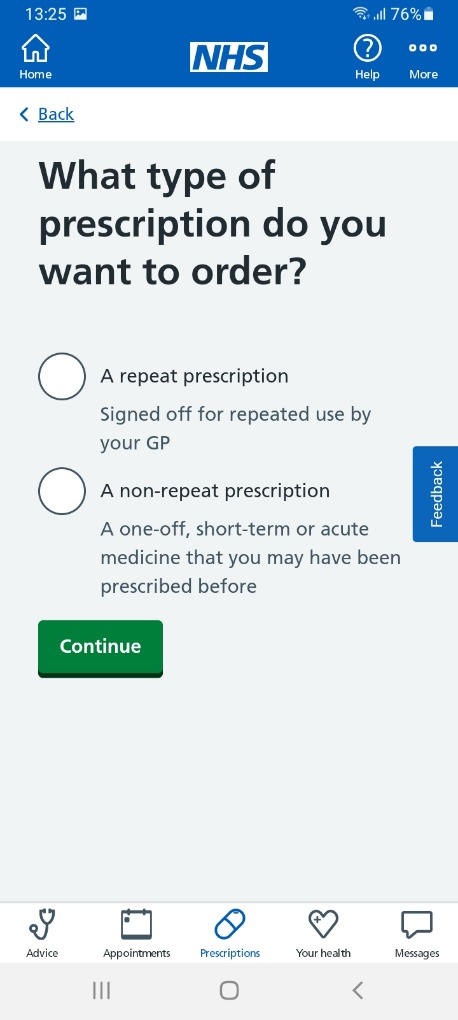 13:25 76%
Home NHS Help More
Back
What type of
prescription do you
want to order?
A repeat prescription
Signed off for repeated use by
your GP
A non-repeat prescription
A one-off, short-term or acute
medicine that you may have been
prescribed before
Feedback
Continue
Advice Appointments Prescriptions Your health Messages